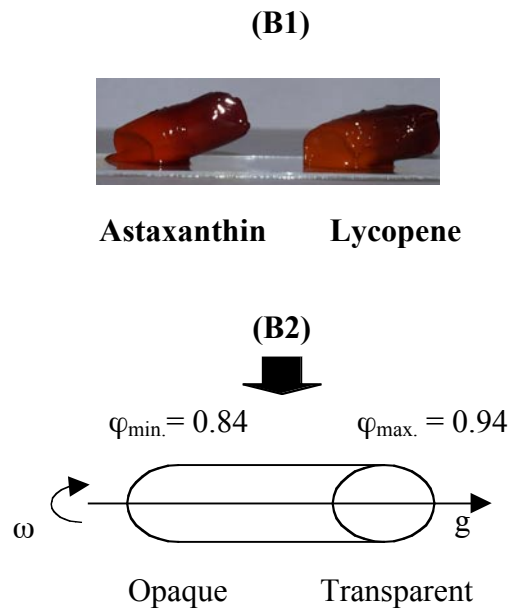 (B1)
Astaxanthin Lycopene
(B2)
φmin.= 0.84 φmax. = 0.94
ω g
Opaque Transparent